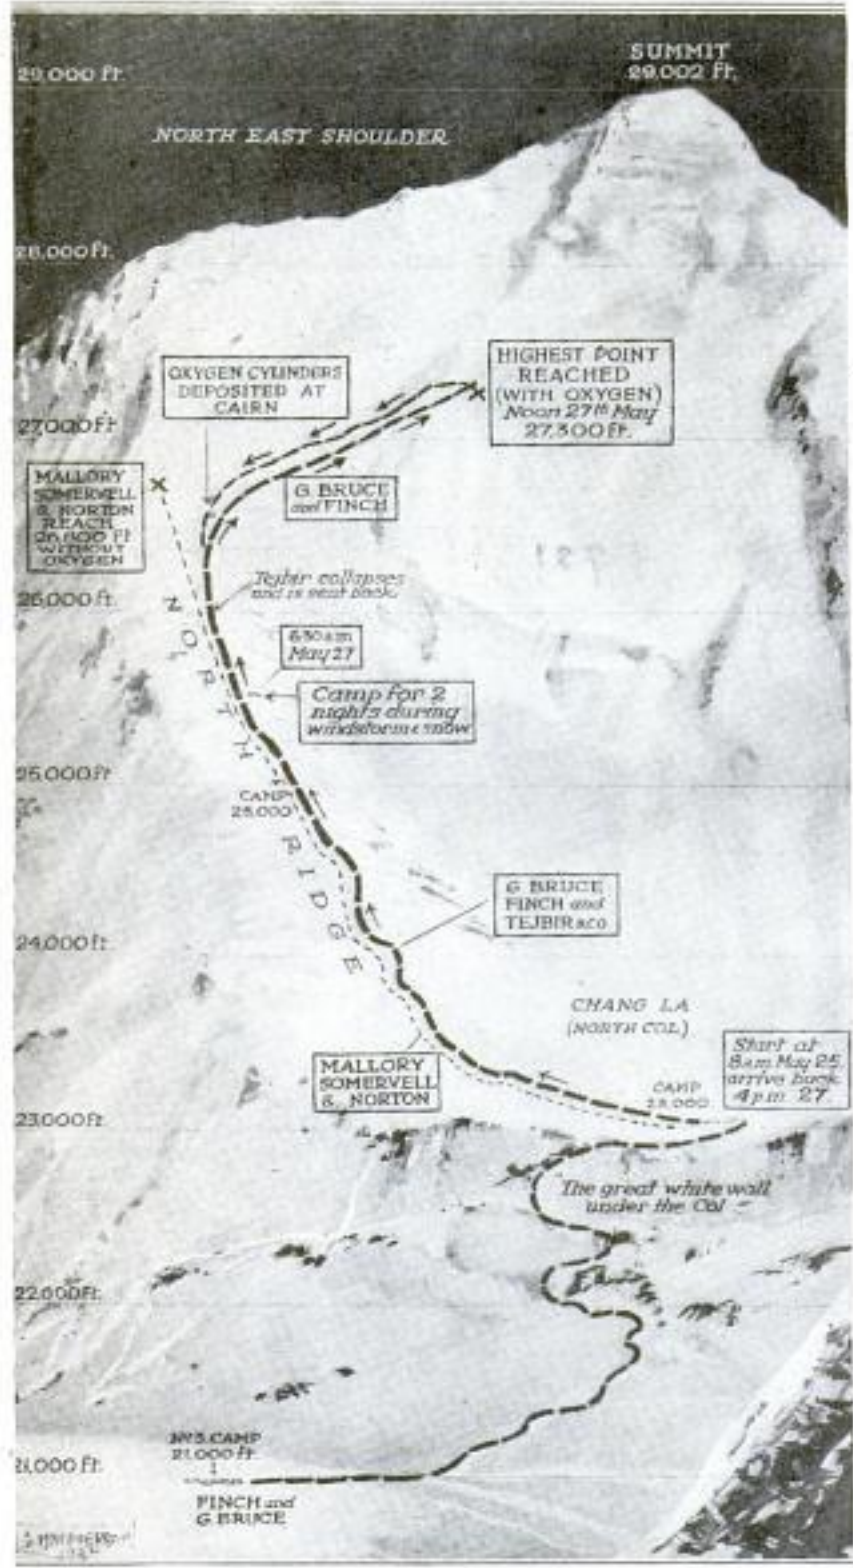 SUMMIT
29.002 Ft.
29.000 ft.
NORTH EAST SHOULDER
28.000 ft.
HIGHEST POINT
REACHED
(WITH OXYGEN)
Noon 27th May
27.300 ft.
OXYGEN CYLINDERS
DEPOSITED AT
CAIRN
27.000 ft.
MALLORY
SOMERVELL
& NORTON
REACH
26.800 Ft
WITHOUT
OXYGEN
G. BRUCE
and FINCH
Tejbir collapses
and is sent back.
26.000 ft.
6.30 a.m
May 27
Camp for 2
nights during
windstorm & snow
NORTH RIDGE
25.000 ft
CAMP
25.000
G BRUCE
FINCH and
TEJBIR &co
24.000 ft.
CHANG LA
(NORTH COL)
Start at
8 a.m. May 25.
arrive back
4 p.m 27
MALLORY
SOMERVELL
& NORTON
CAMP
23.000
23.000 ft
"The great white wall"
under the Col
22.000 ft.
No 3. CAMP
21.000 ft.
21.000 ft.
FINCH and
G BRUCE